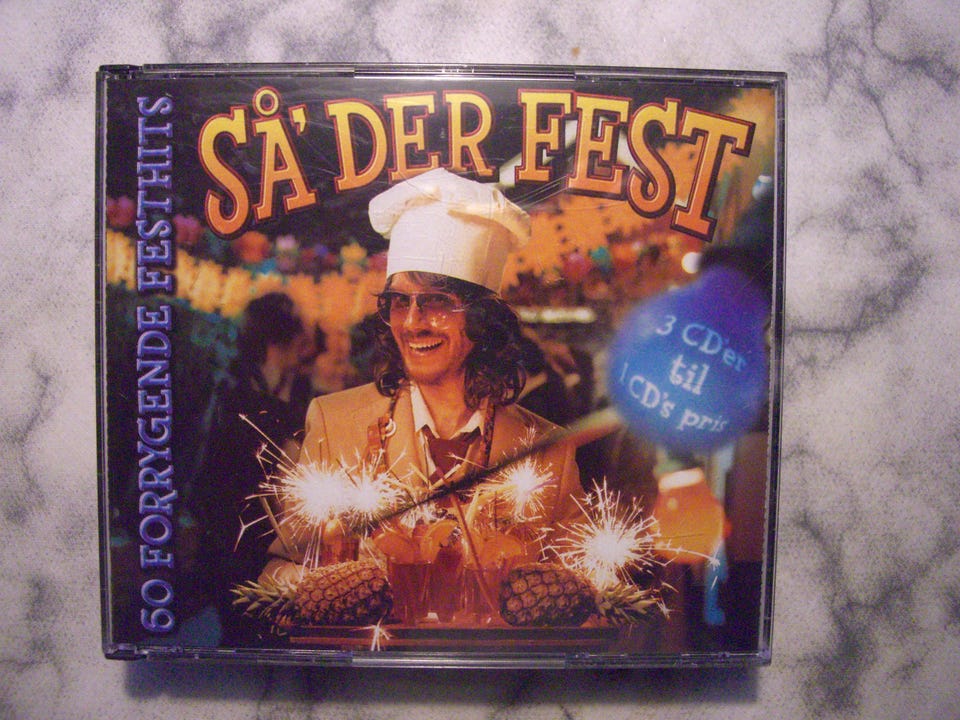 SÅ' DER FEST
60 FORRYGENDE FESTHITS
3 CD'er
til
1 CD's pris